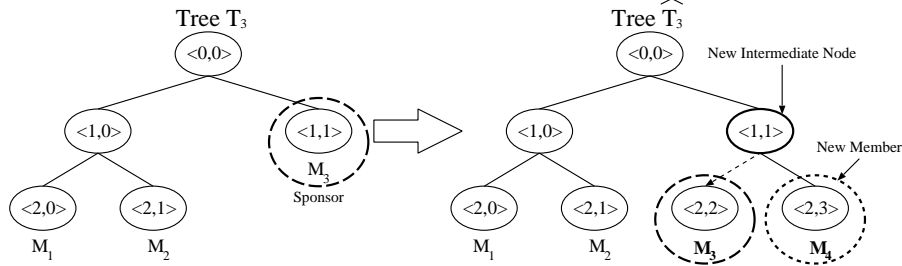 Tree T3
<0,0>
<1,0>
<1,1>
M3
Sponsor
<2,0>
<2,1>
M1
M2
Tree T̂3
<0,0>
New Intermediate Node
<1,0>
<1,1>
New Member
<2,0>
<2,1>
<2,2>
<2,3>
M1
M2
M3
M4